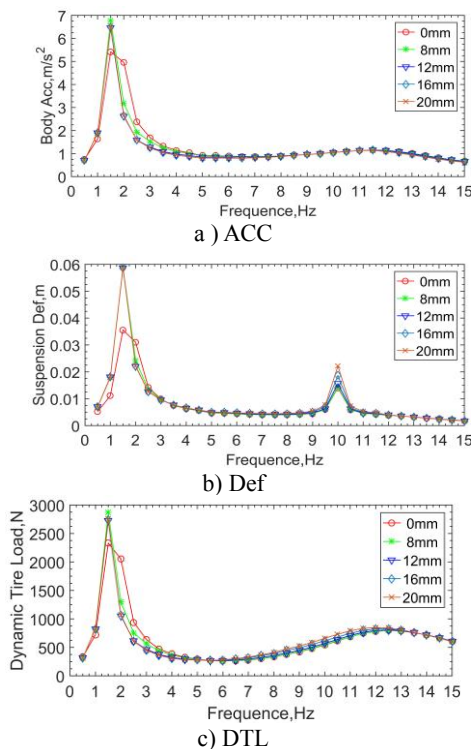 7
6
5
4
3
2
1
0
Body Acc,m/s²
0mm
8mm
12mm
16mm
20mm
0 1 2 3 4 5 6 7 8 9 10 11 12 13 14 15
Frequence,Hz
a ) ACC
0.06
0.05
0.04
0.03
0.02
0.01
0
Suspension Def,m
0mm
8mm
12mm
16mm
20mm
0 1 2 3 4 5 6 7 8 9 10 11 12 13 14 15
Frequency,Hz
b) Def
3000
2500
2000
1500
1000
500
0
Dynamic Tire Load,N
0mm
8mm
12mm
16mm
20mm
0 1 2 3 4 5 6 7 8 9 10 11 12 13 14 15
Frequence,Hz
c) DTL